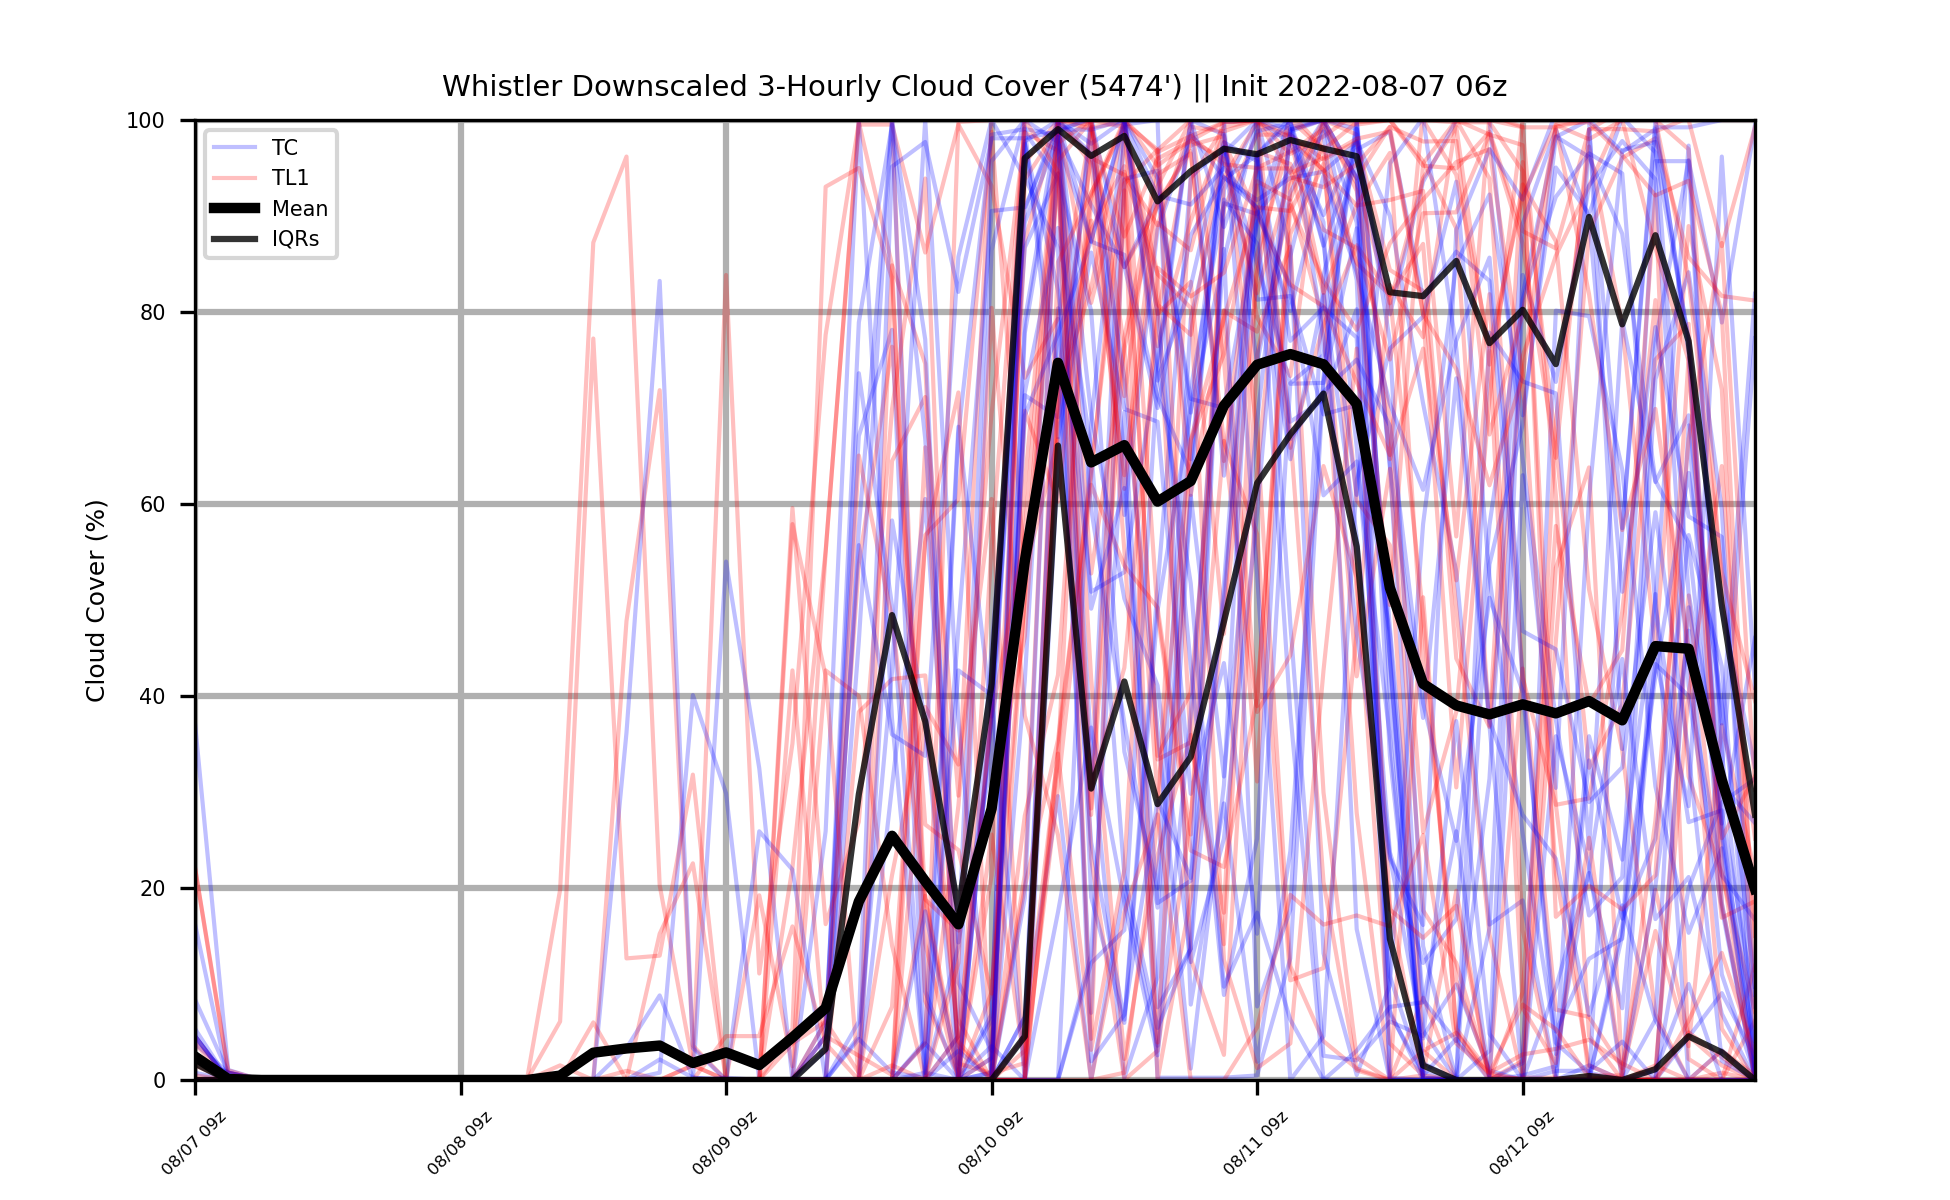 Whistler Downscaled 3-Hourly Cloud Cover (5474') || Init 2022-08-07 06z
TC
TL1
Mean
IQRs
Cloud Cover (%)
100
80
60
40
20
0
08/07 09z
08/08 09z
08/09 09z
08/10 09z
08/11 09z
08/12 09z